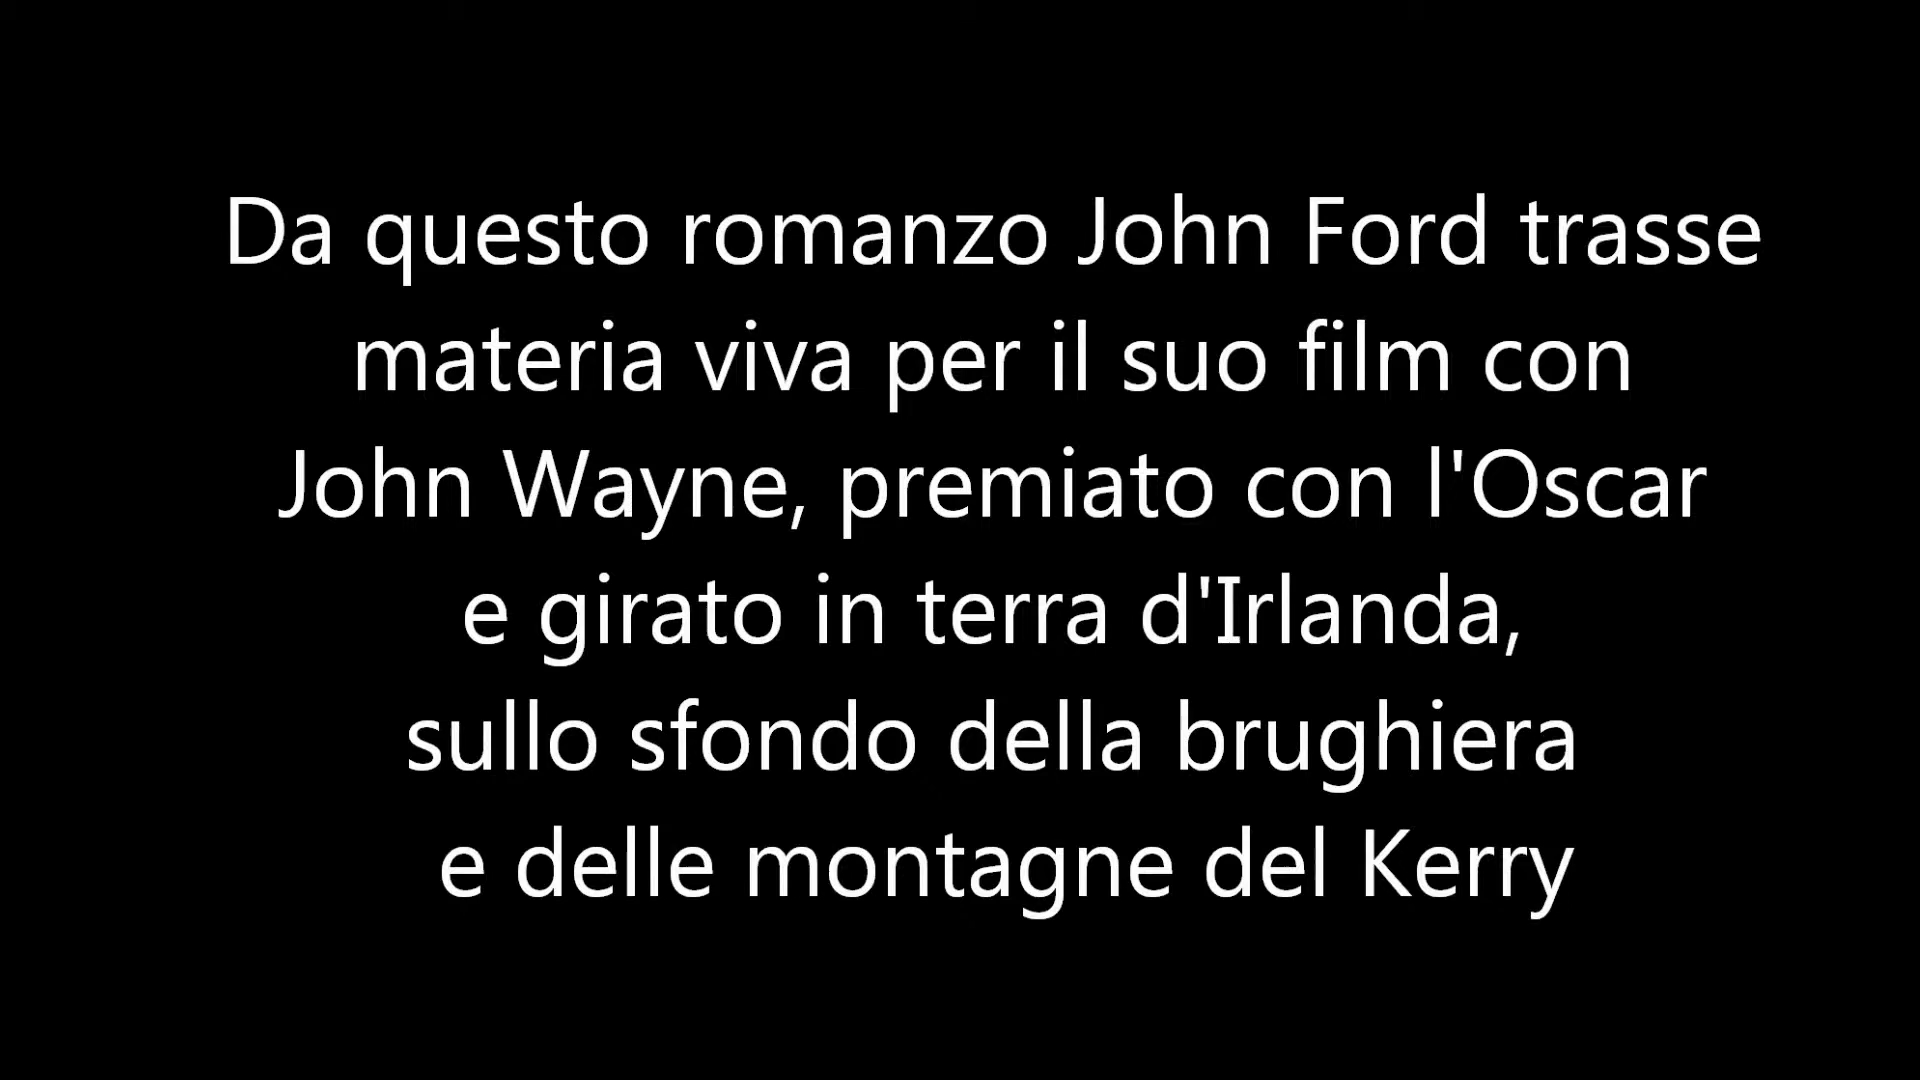 Da questo romanzo John Ford trasse
materia viva per il suo film con
John Wayne, premiato con l'Oscar
e girato in terra d'Irlanda,
sullo sfondo della brughiera
e delle montagne del Kerry